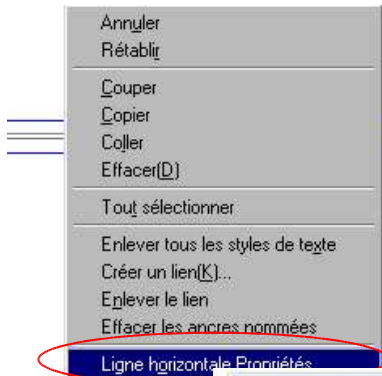 Annuler
Rétablir
Couper
Copier
Coller
Effacer(D)
Tout sélectionner
Enlever tous les styles de texte
Créer un lien(K)...
Enlever le lien
Effacer les ancres nommées
Ligne horizontale Propriétés